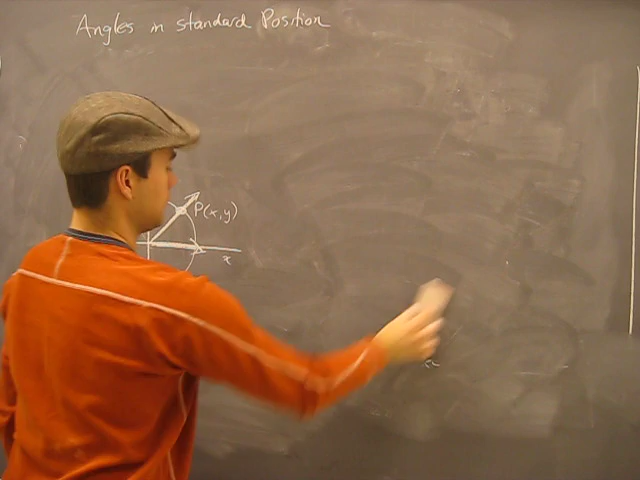 Angles in standard Position
P(x,y)
x